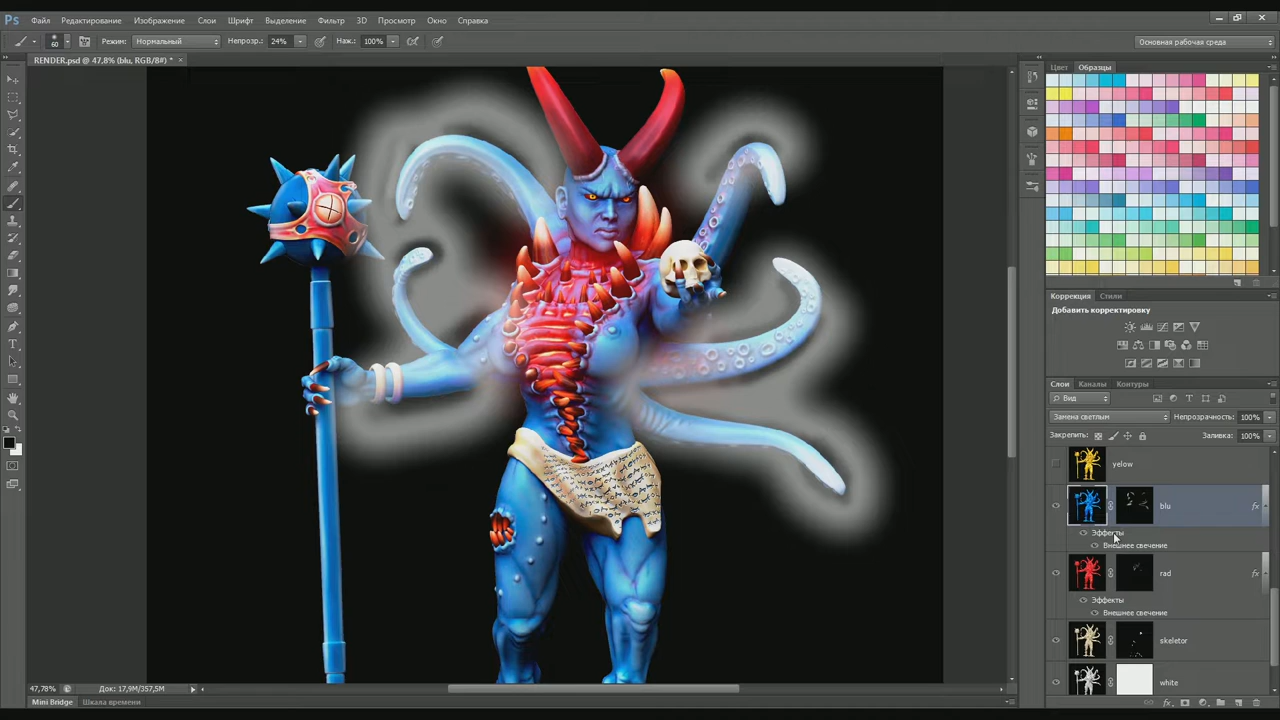 Ps Файл Редактирование Изображение Слои Шрифт Выделение Фильтр 3D Просмотр Окно Справка
60 Режим: Нормальный Непрозр.: 24% Наж.: 100% Основная рабочая среда
RENDER.psd @ 47,8% (blu, RGB/8#) * ×
Цвет Образцы
Коррекция Стили
Добавить корректировку
Слои Каналы Контуры
Вид
Замена светлым Непрозрачность: 100%
Закрепить: Заливка: 100%
yelow
blu fx
Эффекты
Внешнее свечение
rad fx
Эффекты
Внешнее свечение
skeletor
white
47,78% Док: 17,9M/357,5M
Mini Bridge Шкала времени